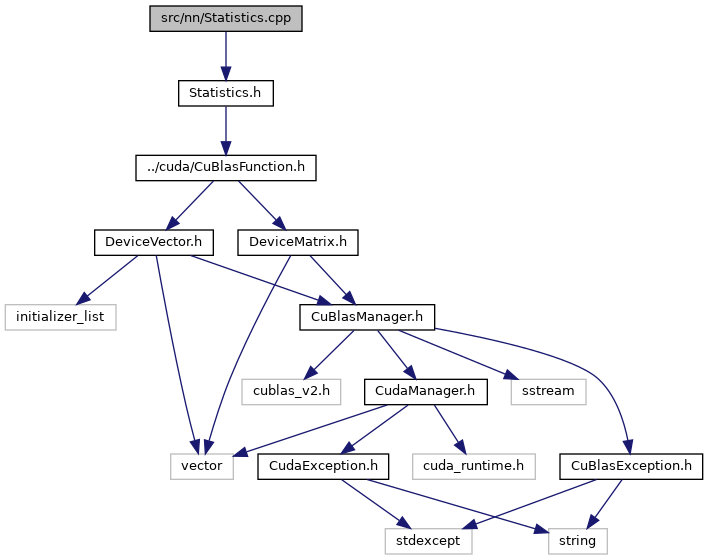 src/nn/Statistics.cpp
Statistics.h
../cuda/CuBlasFunction.h
DeviceVector.h
DeviceMatrix.h
initializer_list
CuBlasManager.h
cublas_v2.h
CudaManager.h
sstream
vector
CudaException.h
cuda_runtime.h
CuBlasException.h
stdexcept
string